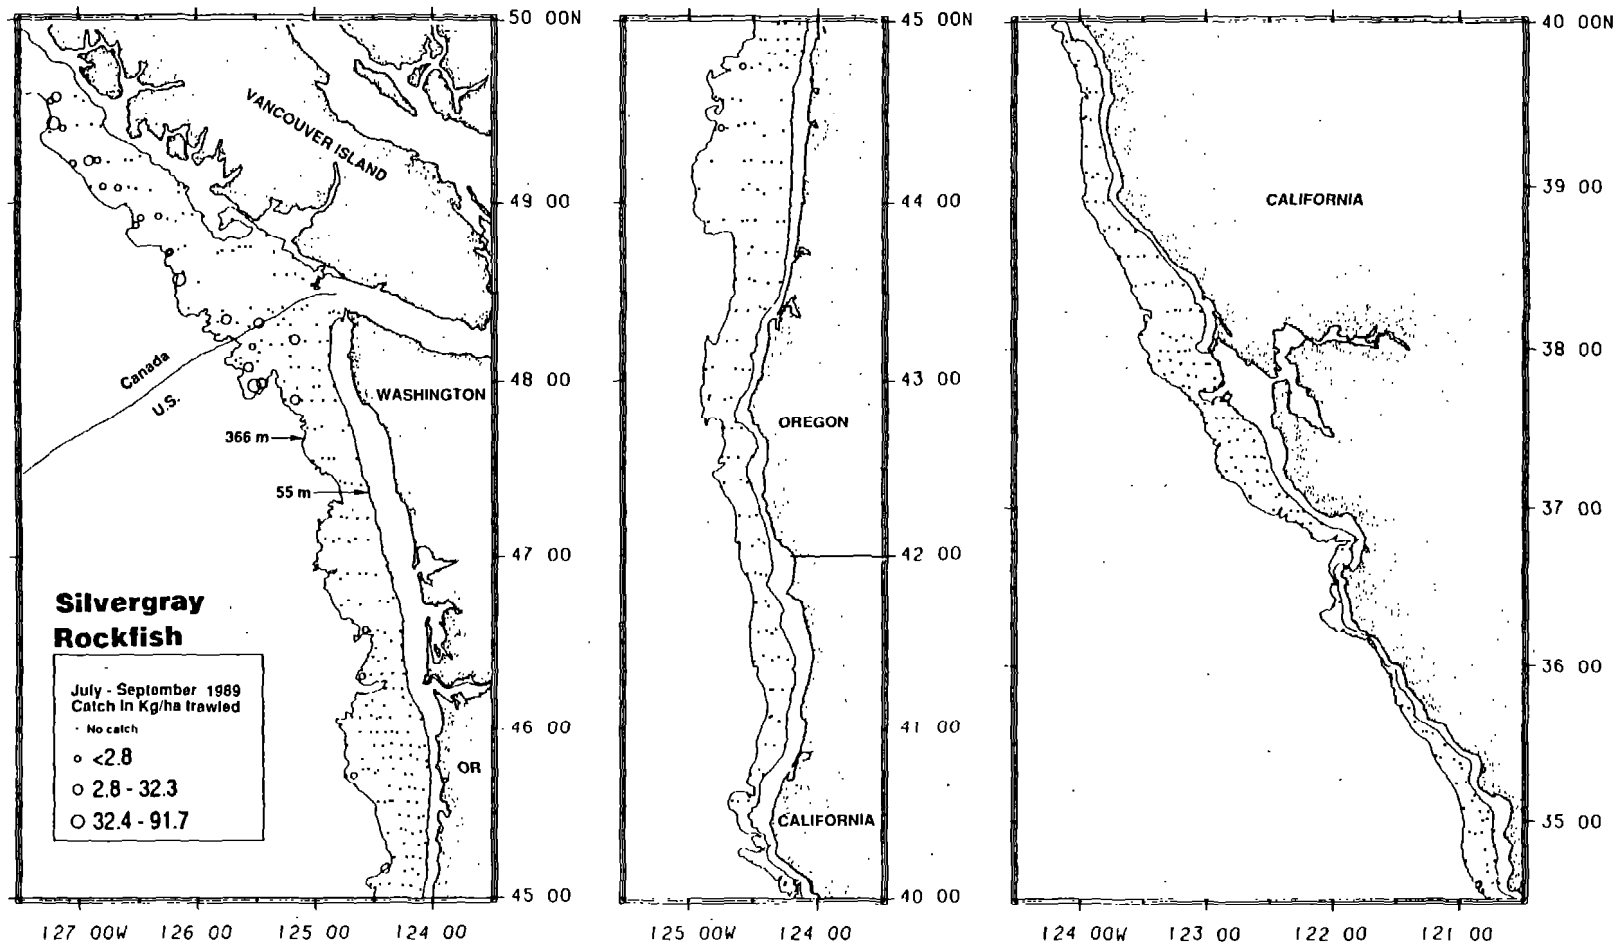 50 00N
VANCOUVER ISLAND
49 00
Canada
U.S.
48 00
WASHINGTON
366 m
55 m
47 00
Silvergray
Rockfish
July - September 1989
Catch in Kg/ha trawled
No catch
<2.8
2.8 - 32.3
32.4 - 91.7
46 00
OR
45 00
127 00W 126 00 125 00 124 00
45 00N
44 00
43 00
OREGON
42 00
41 00
CALIFORNIA
40 00
125 00W 124 00
40 00N
39 00
CALIFORNIA
38 00
37 00
36 00
35 00
124 00W 123 00 122 00 121 00